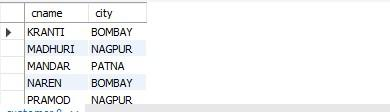 cname city
KRANTI BOMBAY
MADHURI NAGPUR
MANDAR PATNA
NAREN BOMBAY
PRAMOD NAGPUR